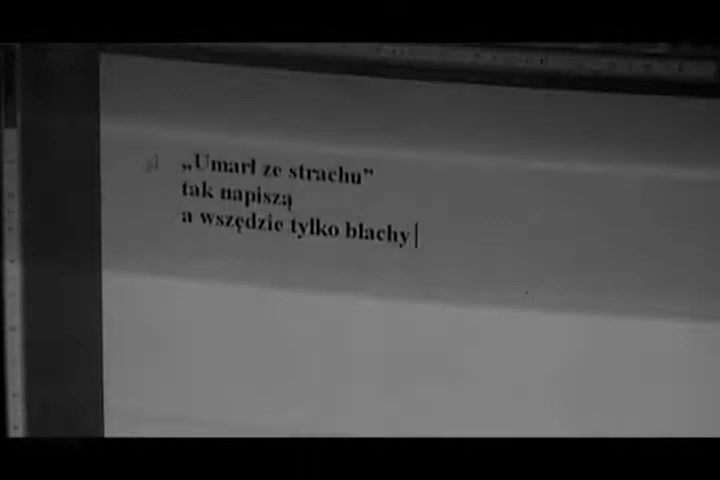 „Umarł ze strachu”
tak napiszą
a wszędzie tylko blachy